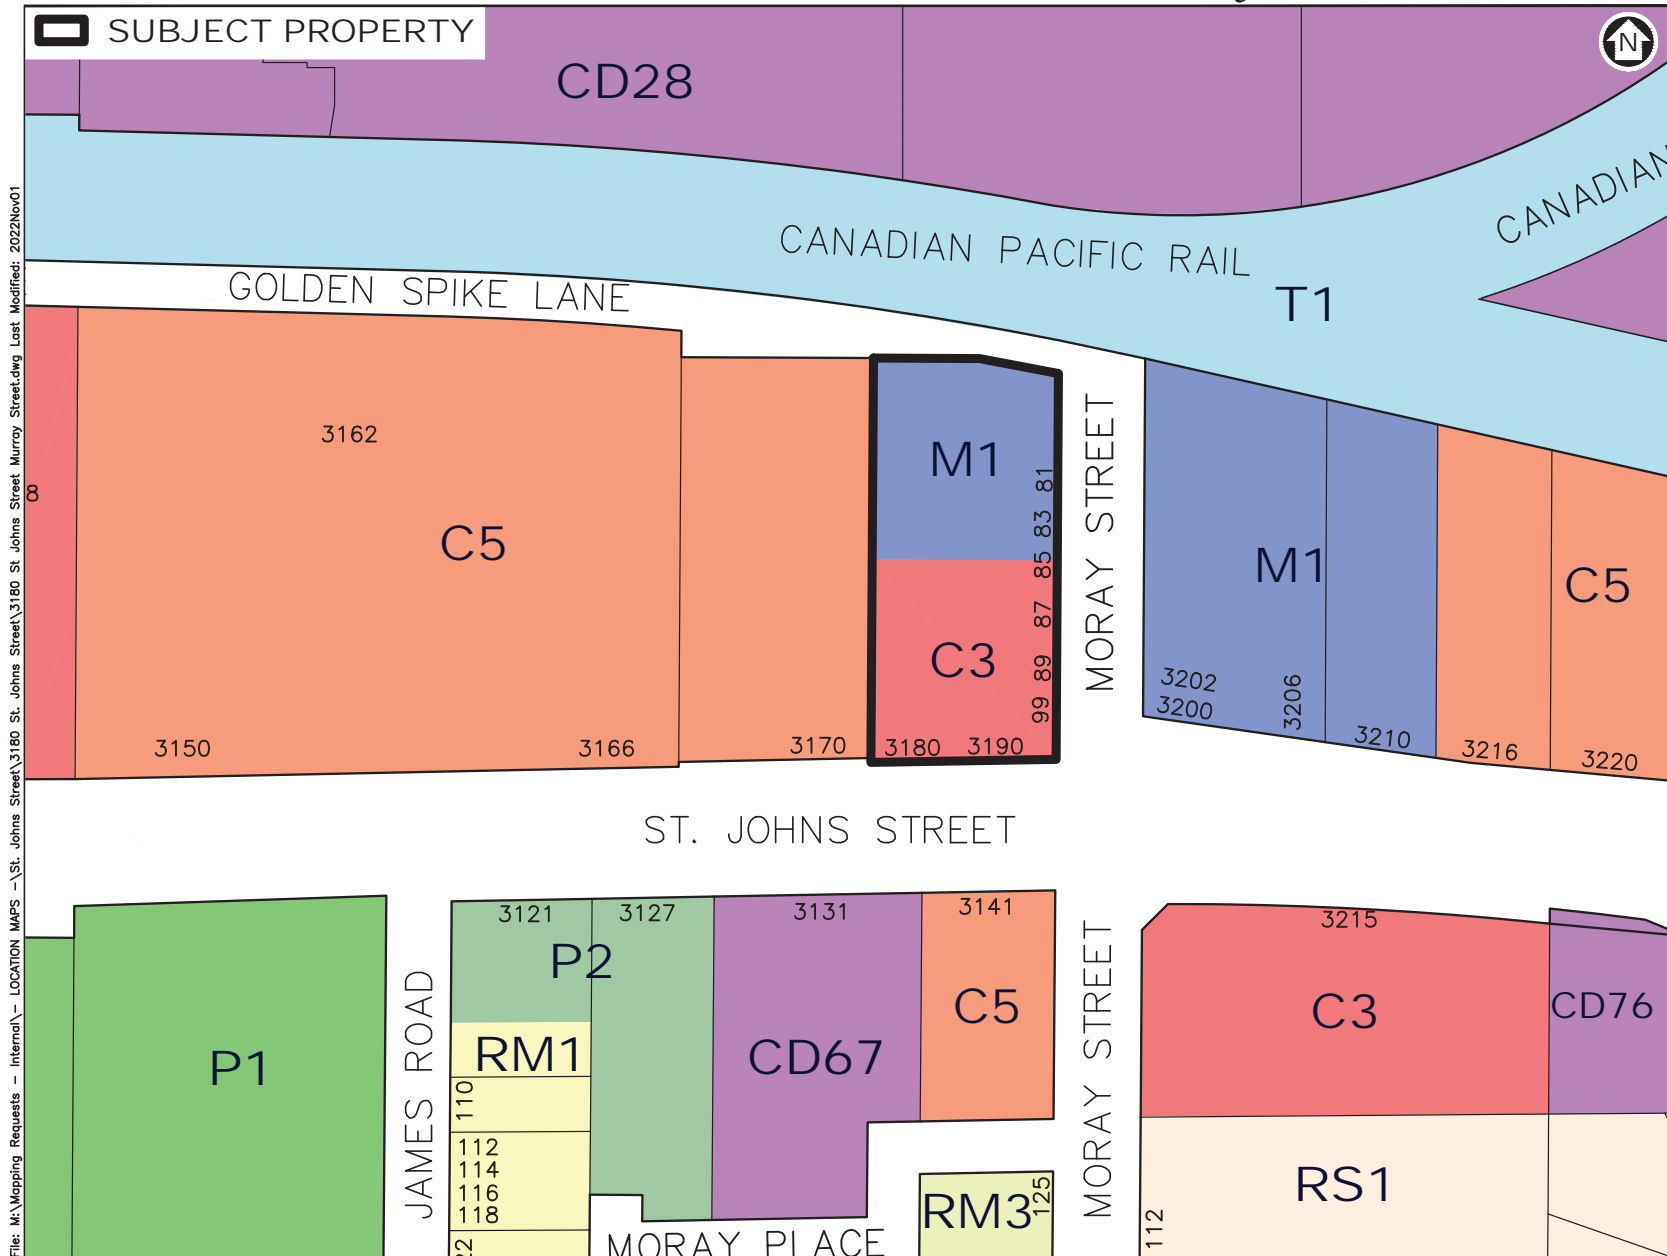 SUBJECT PROPERTY
N
CD28
CANADIAN
CANADIAN PACIFIC RAIL
T1
GOLDEN SPIKE LANE
3162
8
C5
M1
C3
81
83
85
87
89
99
3150
3166
3170
3180
3190
MORAY STREET
M1
C5
3202
3200
3206
3210
3216
3220
ST. JOHNS STREET
3121
3127
3131
3141
3215
P2
C5
C3
CD76
P1
JAMES ROAD
RM1
CD67
MORAY STREET
110
112
114
116
118
22
RM3
125
RS1
112
MORAY PLACE
File: M:\Mapping Requests - Internal\- LOCATION MAPS -\St. Johns Street\3180 St. Johns Street\3180 St Johns Street Murray Street.dwg Last Modified: 2022Nov01